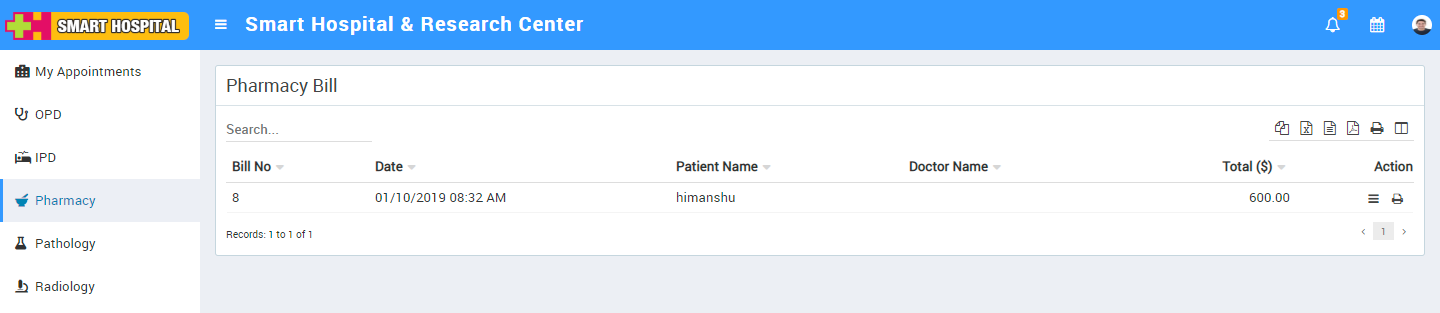 SMART HOSPITAL
Smart Hospital & Research Center
3
My Appointments
OPD
IPD
Pharmacy
Pathology
Radiology
Pharmacy Bill
Search...
Bill No Date Patient Name Doctor Name Total ($) Action
8 01/10/2019 08:32 AM himanshu 600.00
Records: 1 to 1 of 1
‹ 1 ›